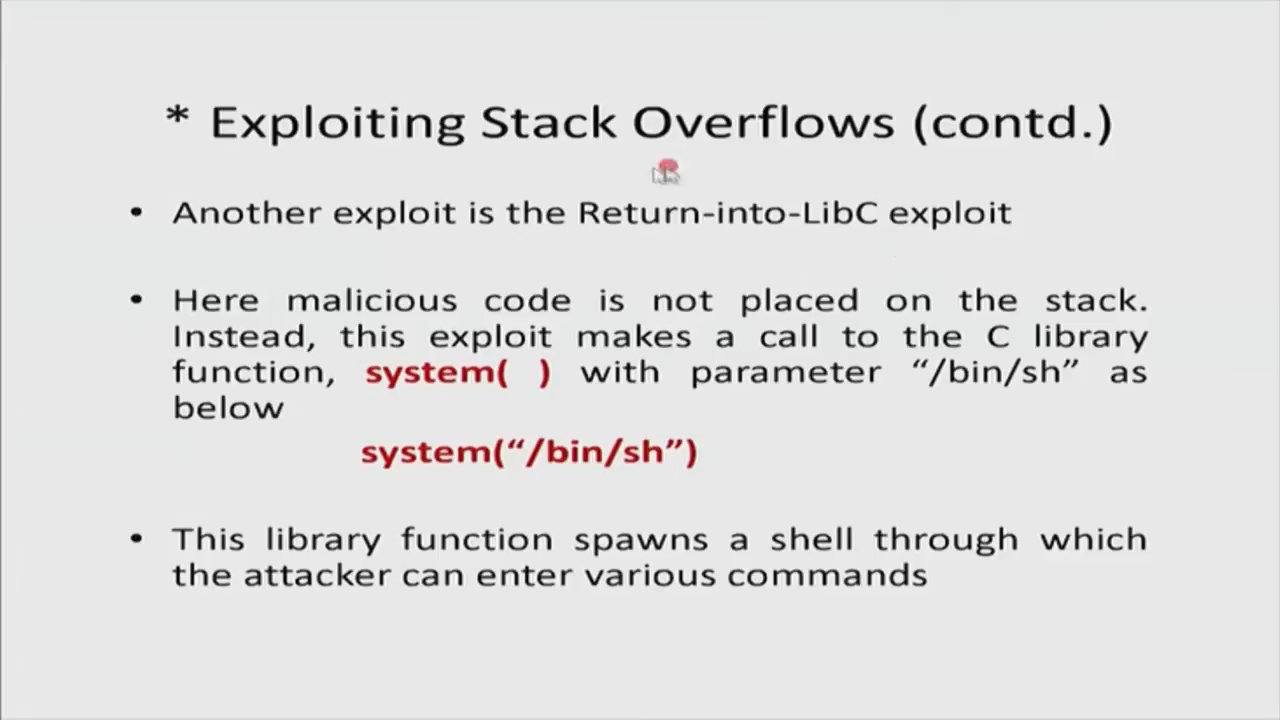 * Exploiting Stack Overflows (contd.)
• Another exploit is the Return-into-LibC exploit
• Here malicious code is not placed on the stack.
Instead, this exploit makes a call to the C library
function, system( ) with parameter “/bin/sh” as
below
system(“/bin/sh”)
• This library function spawns a shell through which
the attacker can enter various commands